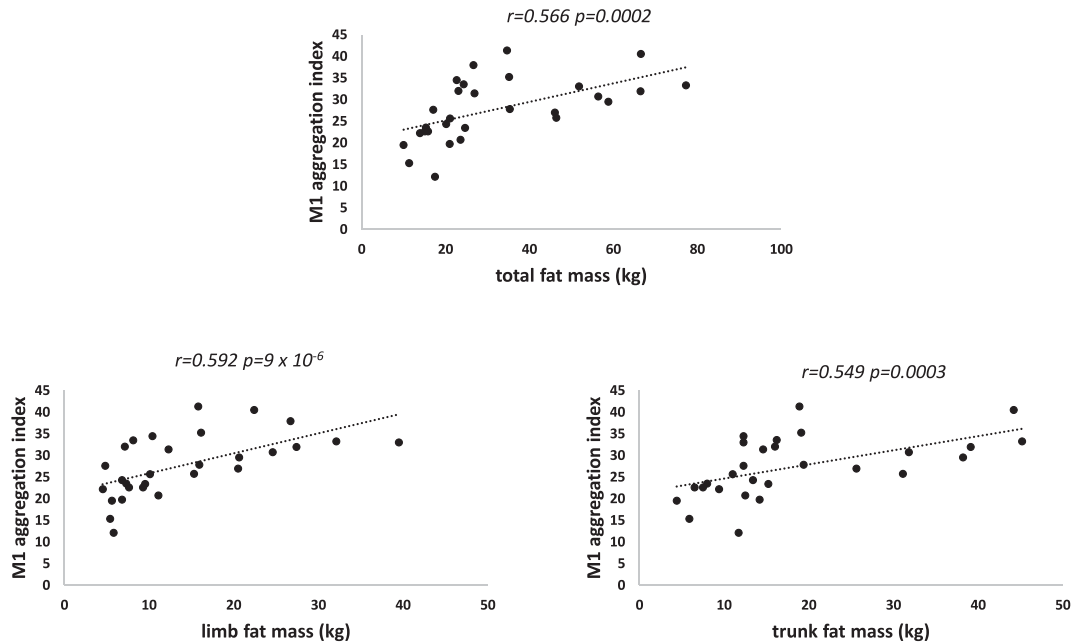 r=0.566 p=0.0002
M1 aggregation index
45
40
35
30
25
20
15
10
5
0
0 20 40 60 80 100
total fat mass (kg)
r=0.592 p=9 x 10-6
M1 aggregation index
45
40
35
30
25
20
15
10
5
0
0 10 20 30 40 50
limb fat mass (kg)
r=0.549 p=0.0003
M1 aggregation index
45
40
35
30
25
20
15
10
5
0
0 10 20 30 40 50
trunk fat mass (kg)